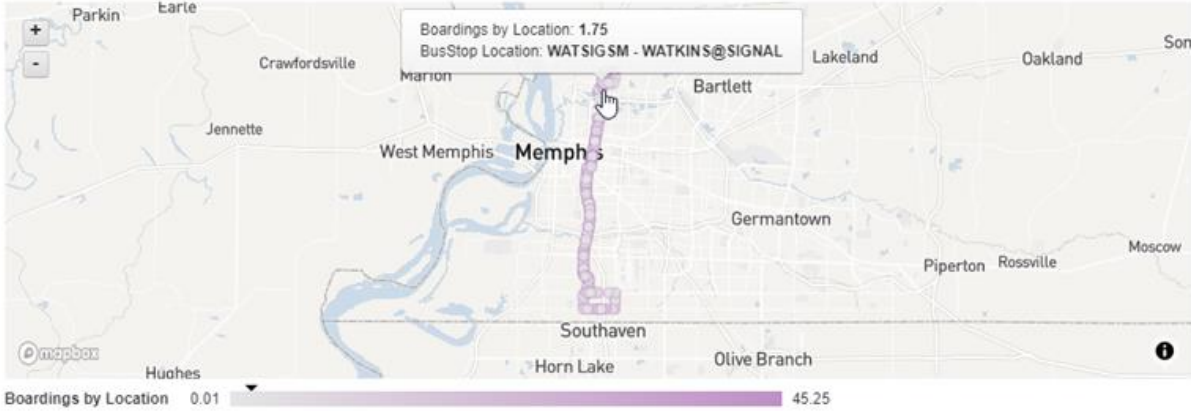 Parkin
Earle
+
-
Boardings by Location: 1.75
BusStop Location: WATSIGSM - WATKINS@SIGNAL
Crawfordsville
Marion
Bartlett
Lakeland
Oakland
Som
Jennette
West Memphis
Memphis
Germantown
Moscow
Piperton
Rossville
Southaven
mapbox
Hughes
Horn Lake
Olive Branch
i
Boardings by Location 0.01 45.25